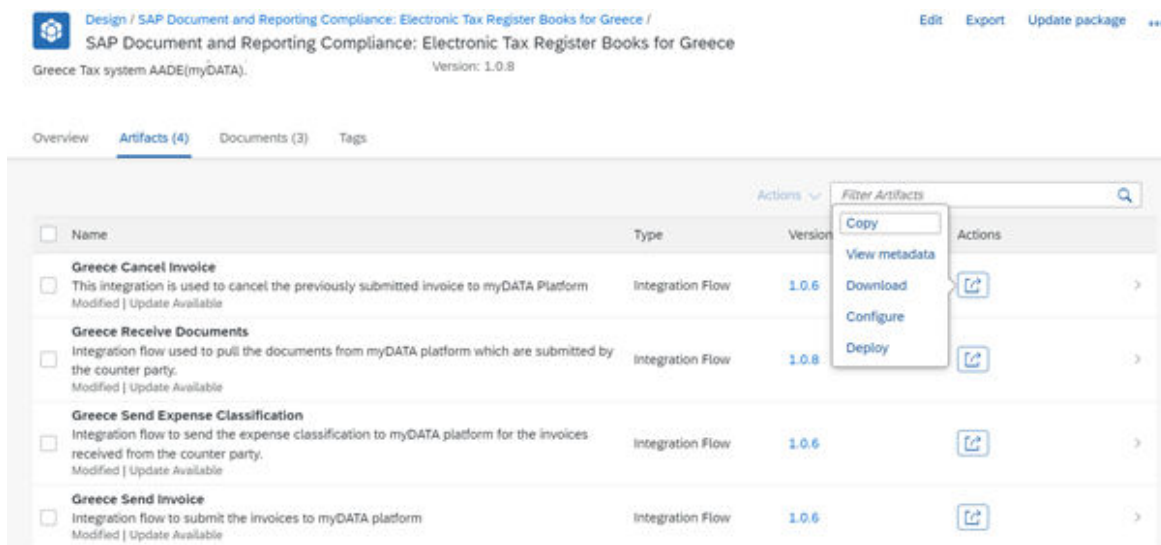 Design / SAP Document and Reporting Compliance: Electronic Tax Register Books for Greece /
SAP Document and Reporting Compliance: Electronic Tax Register Books for Greece
Edit Export Update package
Greece Tax system AADE(myDATA).
Version: 1.0.8
Overview Artifacts (4) Documents (3) Tags
Actions Filter Artifacts
Name Type Version Actions
Copy
View metadata
Download
Configure
Deploy
Greece Cancel Invoice
This integration is used to cancel the previously submitted invoice to myDATA Platform Integration Flow 1.0.6
Modified | Update Available
Greece Receive Documents
Integration flow used to pull the documents from myDATA platform which are submitted by
the counter party. Integration Flow 1.0.8
Modified | Update Available
Greece Send Expense Classification
Integration flow to send the expense classification to myDATA platform for the invoices
received from the counter party. Integration Flow 1.0.6
Modified | Update Available
Greece Send Invoice
Integration flow to submit the invoices to myDATA platform Integration Flow 1.0.6
Modified | Update Available